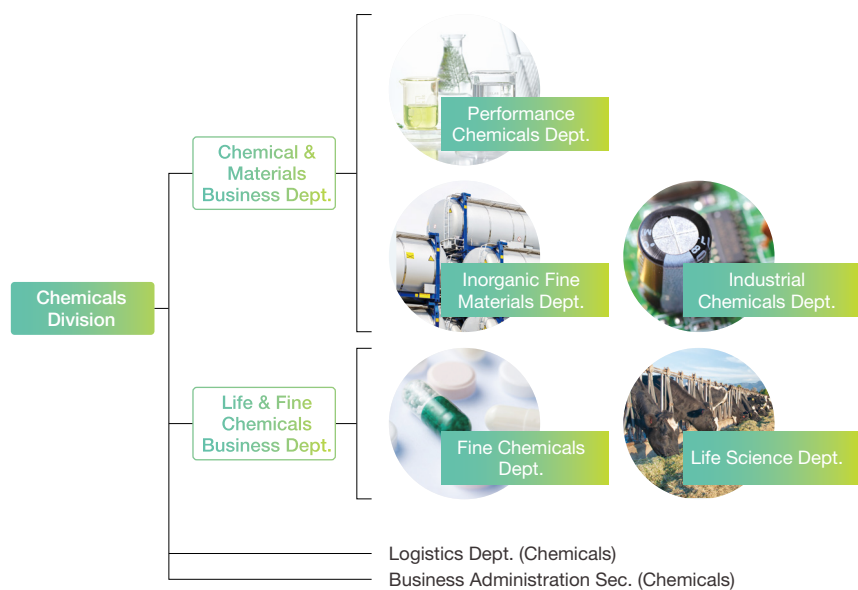 Performance
Chemicals Dept.
Chemical &
Materials
Business Dept.
Inorganic Fine
Materials Dept.
Industrial
Chemicals Dept.
Chemicals
Division
Life & Fine
Chemicals
Business Dept.
Fine Chemicals
Dept.
Life Science Dept.
Logistics Dept. (Chemicals)
Business Administration Sec. (Chemicals)